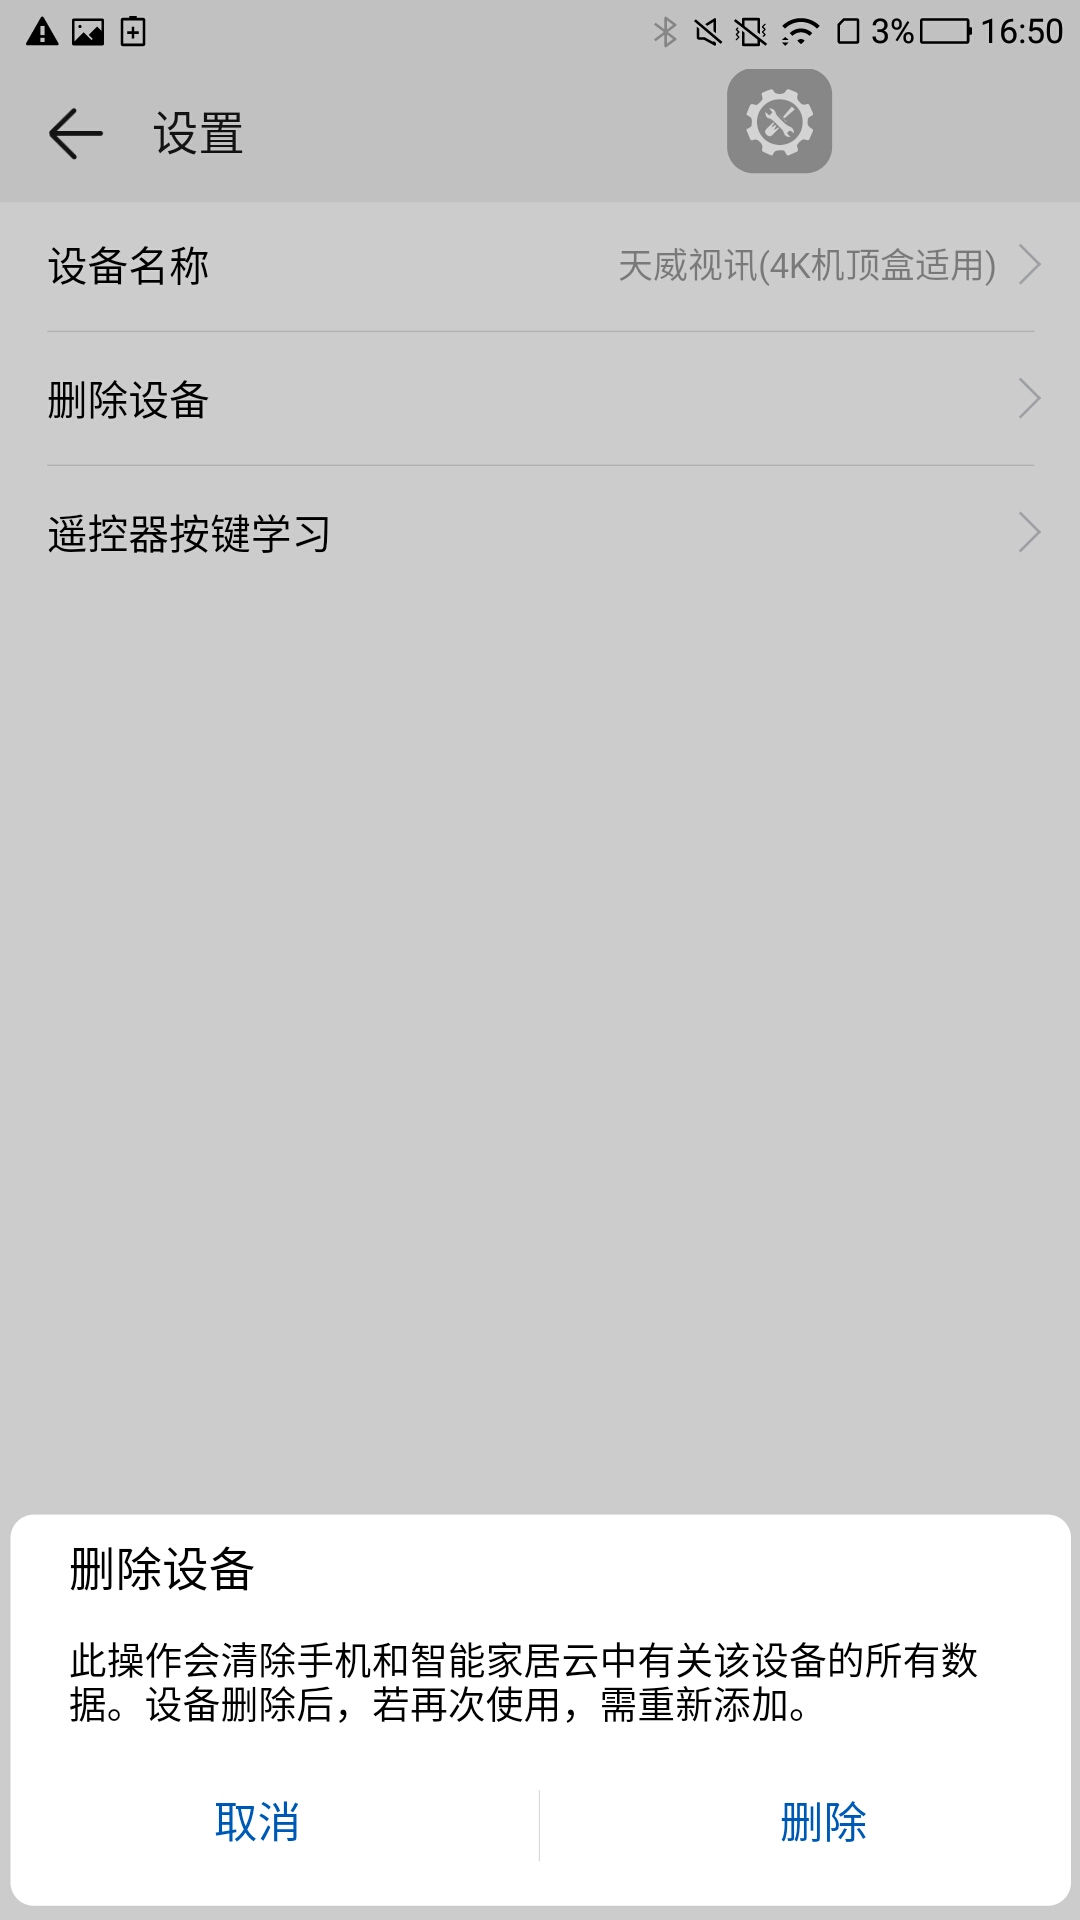 3% 16:50
设置
设备名称 天威视讯(4K机顶盒适用)
删除设备
遥控器按键学习
删除设备
此操作会清除手机和智能家居云中有关该设备的所有数
据。设备删除后，若再次使用，需重新添加。
取消 删除